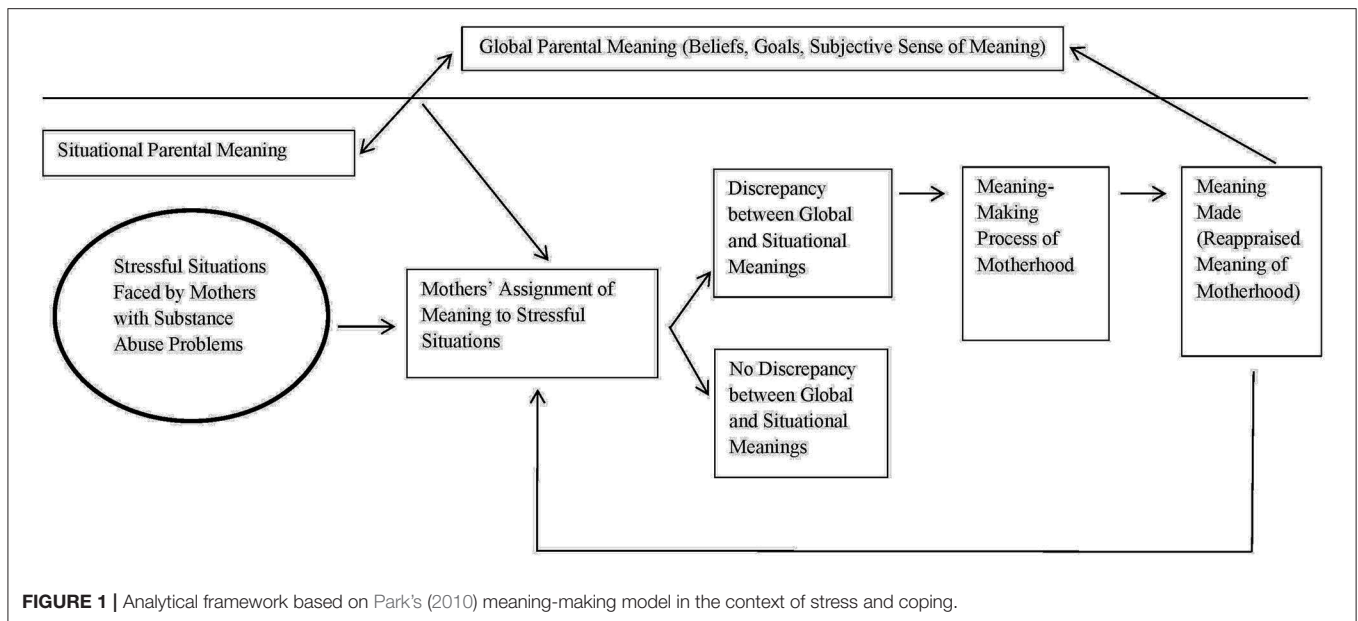 Global Parental Meaning (Beliefs, Goals, Subjective Sense of Meaning)
Situational Parental Meaning
Stressful Situations
Faced by Mothers
with Substance
Abuse Problems
Mothers’ Assignment of
Meaning to Stressful
Situations
Discrepancy
between Global
and Situational
Meanings
No Discrepancy
between Global
and Situational
Meanings
Meaning-
Making
Process of
Motherhood
Meaning
Made
(Reappraised
Meaning of
Motherhood)
FIGURE 1 | Analytical framework based on Park’s (2010) meaning-making model in the context of stress and coping.